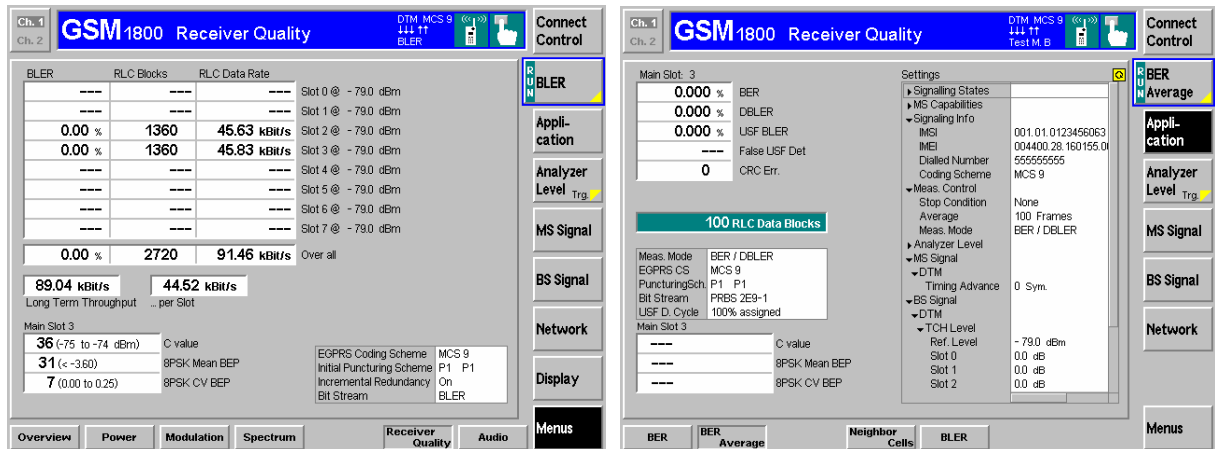 Ch. 1
Ch. 2
GSM 1800 Receiver Quality
DTM MCS 9
↓↓↓ ↑↑
BLER
Connect
Control
BLER RLC Blocks RLC Data Rate
--- --- --- Slot 0 @ - 79.0 dBm
--- --- --- Slot 1 @ - 79.0 dBm
0.00 % 1360 45.63 kBit/s Slot 2 @ - 79.0 dBm
0.00 % 1360 45.83 kBit/s Slot 3 @ - 79.0 dBm
--- --- --- Slot 4 @ - 79.0 dBm
--- --- --- Slot 5 @ - 79.0 dBm
--- --- --- Slot 6 @ - 79.0 dBm
--- --- --- Slot 7 @ - 79.0 dBm
0.00 % 2720 91.46 kBit/s Over all
89.04 kBit/s 44.52 kBit/s
Long Term Throughput ... per Slot
Main Slot 3
36 (-75 to -74 dBm) C value
31 (< -3.60) 8PSK Mean BEP
7 (0.00 to 0.25) 8PSK CV BEP
EGPRS Coding Scheme MCS 9
Initial Puncturing Scheme P1 P1
Incremental Redundancy On
Bit Stream BLER
RUN
BLER
Appli-
cation
Analyzer
Level Trg.
MS Signal
BS Signal
Network
Display
Menus
Overview Power Modulation Spectrum Receiver
Quality Audio
Ch. 1
Ch. 2
GSM 1800 Receiver Quality
DTM MCS 9
↓↓↓ ↑↑
Test M. B
Connect
Control
Main Slot: 3
0.000 % BER
0.000 % DBLER
0.000 % USF BLER
--- False USF Det
0 CRC Err.
100 RLC Data Blocks
Meas. Mode BER / DBLER
EGPRS CS MCS 9
PuncturingSch. P1 P1
Bit Stream PRBS 2E9-1
USF D. Cycle 100% assigned
Main Slot 3
--- C value
--- 8PSK Mean BEP
--- 8PSK CV BEP
Settings
Signalling States
MS Capabilities
Signaling Info
IMSI 001.01.0123456063
IMEI 004400.28.160155.0
Dialled Number 555555555
Coding Scheme MCS 9
Meas. Control
Stop Condition None
Average 100 Frames
Meas. Mode BER / DBLER
Analyzer Level
MS Signal
DTM
Timing Advance 0 Sym.
BS Signal
DTM
TCH Level
Ref. Level - 79.0 dBm
Slot 0 0.0 dB
Slot 1 0.0 dB
Slot 2 0.0 dB
RUN
BER
Average
Appli-
cation
Analyzer
Level Trg.
MS Signal
BS Signal
Network
Menus
BER BER
Average Neighbor
Cells BLER